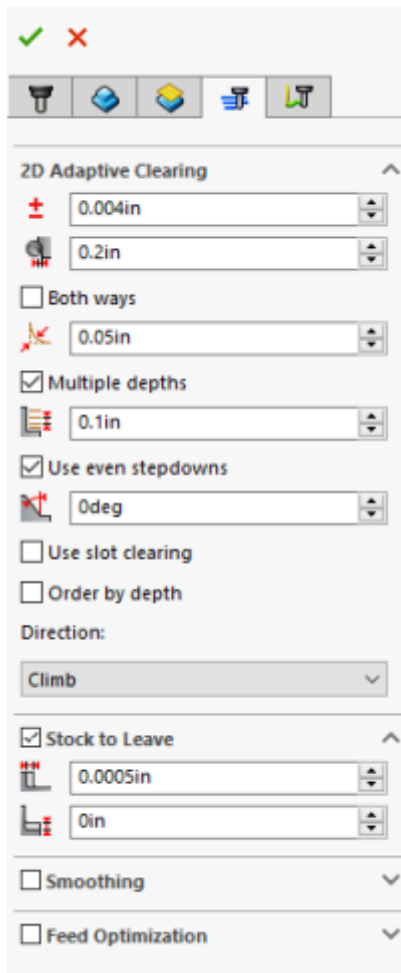 2D Adaptive Clearing
0.004in
0.2in
Both ways
0.05in
Multiple depths
0.1in
Use even stepdowns
0deg
Use slot clearing
Order by depth
Direction:
Climb
Stock to Leave
0.0005in
0in
Smoothing
Feed Optimization